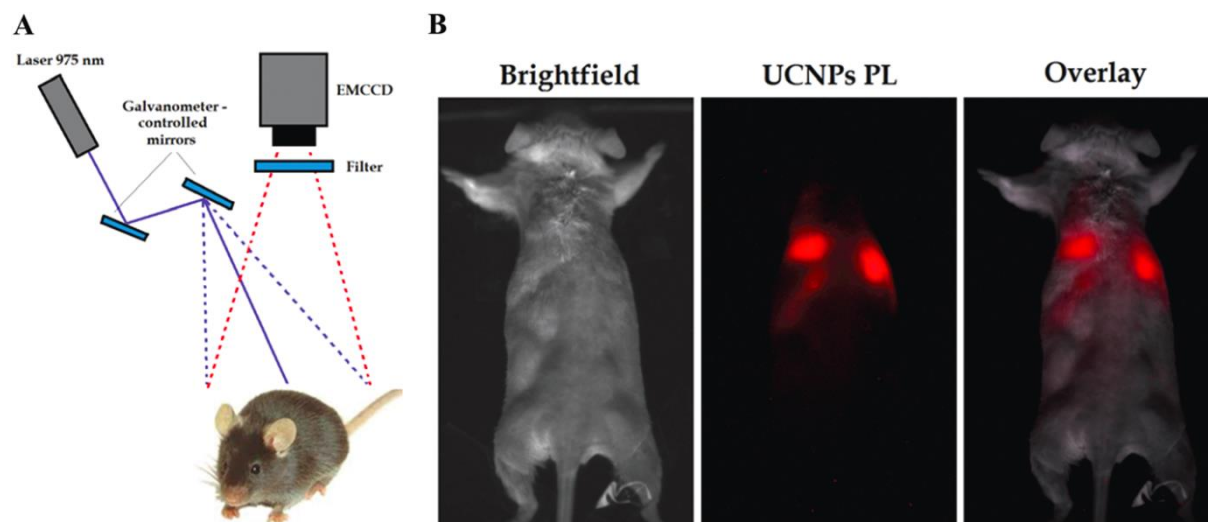 A
Laser 975 nm
Galvanometer -
controlled
mirrors
EMCCD
Filter
B
Brightfield
UCNPs PL
Overlay